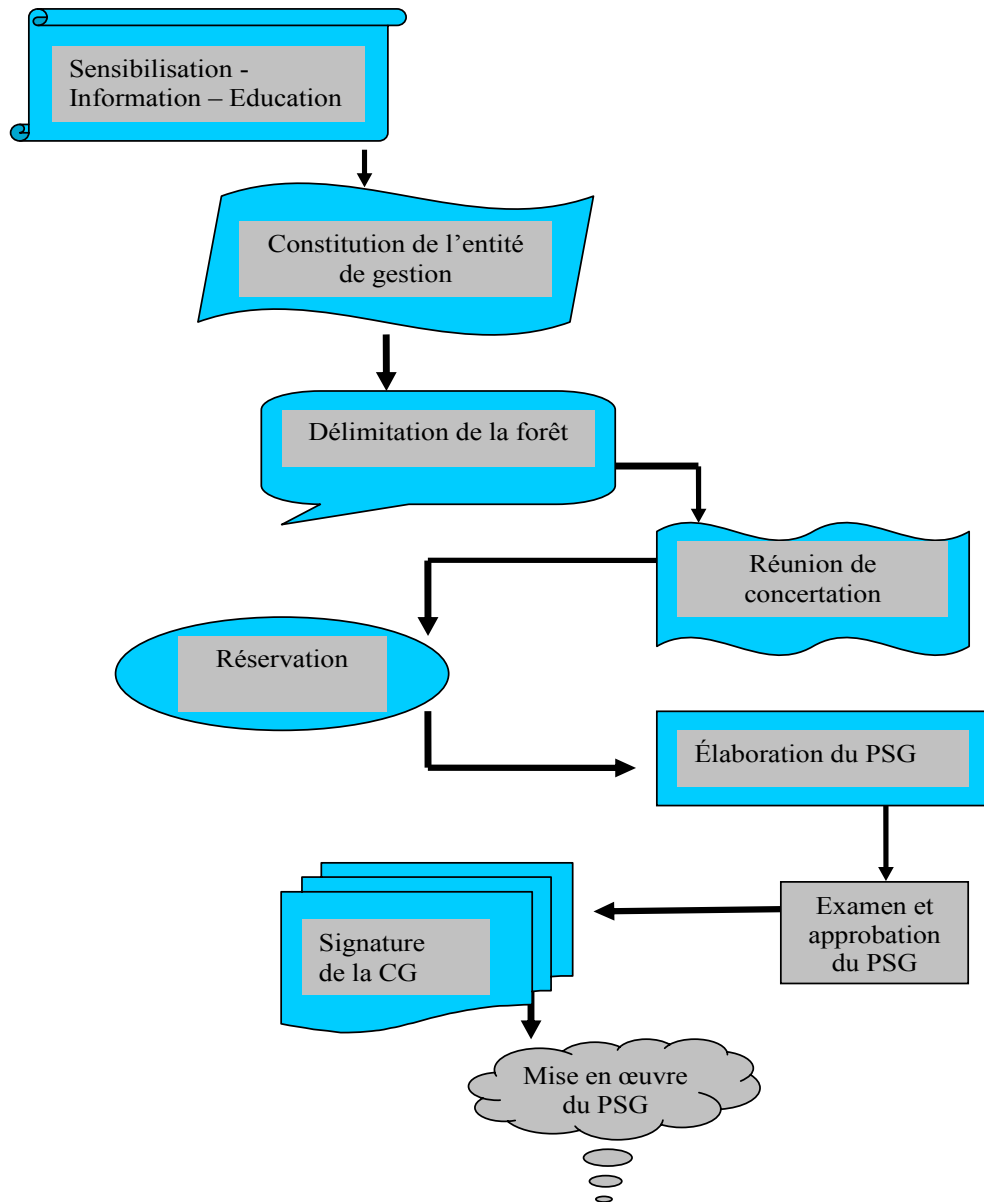 Sensibilisation -
Information – Education
Constitution de l’entité
de gestion
Délimitation de la forêt
Réunion de
concertation
Réservation
Élaboration du PSG
Examen et
approbation
du PSG
Signature
de la CG
Mise en œuvre
du PSG